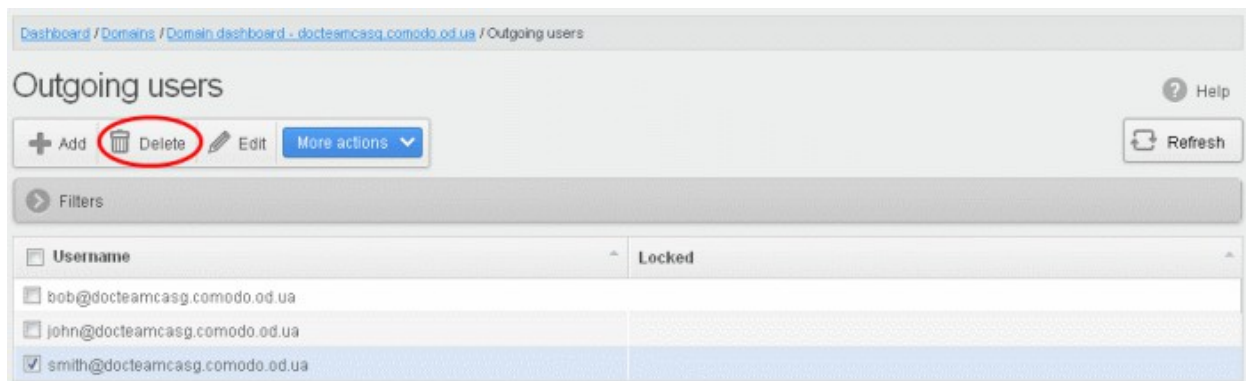 Dashboard / Domains / Domain dashboard - docteamcasg.comodo.od.ua / Outgoing users
Outgoing users
Help
Add Delete Edit More actions
Refresh
Filters
Username Locked
bob@docteamcasg.comodo.od.ua
john@docteamcasg.comodo.od.ua
smith@docteamcasg.comodo.od.ua